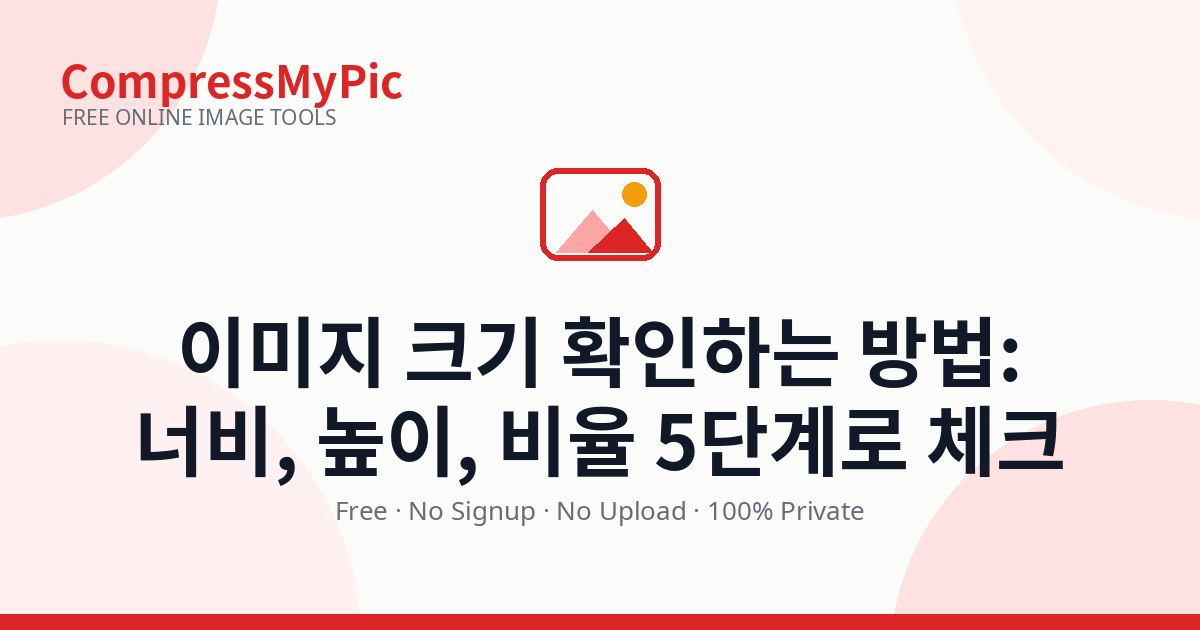 CompressMyPic
FREE ONLINE IMAGE TOOLS
이미지 크기 확인하는 방법:
너비, 높이, 비율 5단계로 체크
Free · No Signup · No Upload · 100% Private